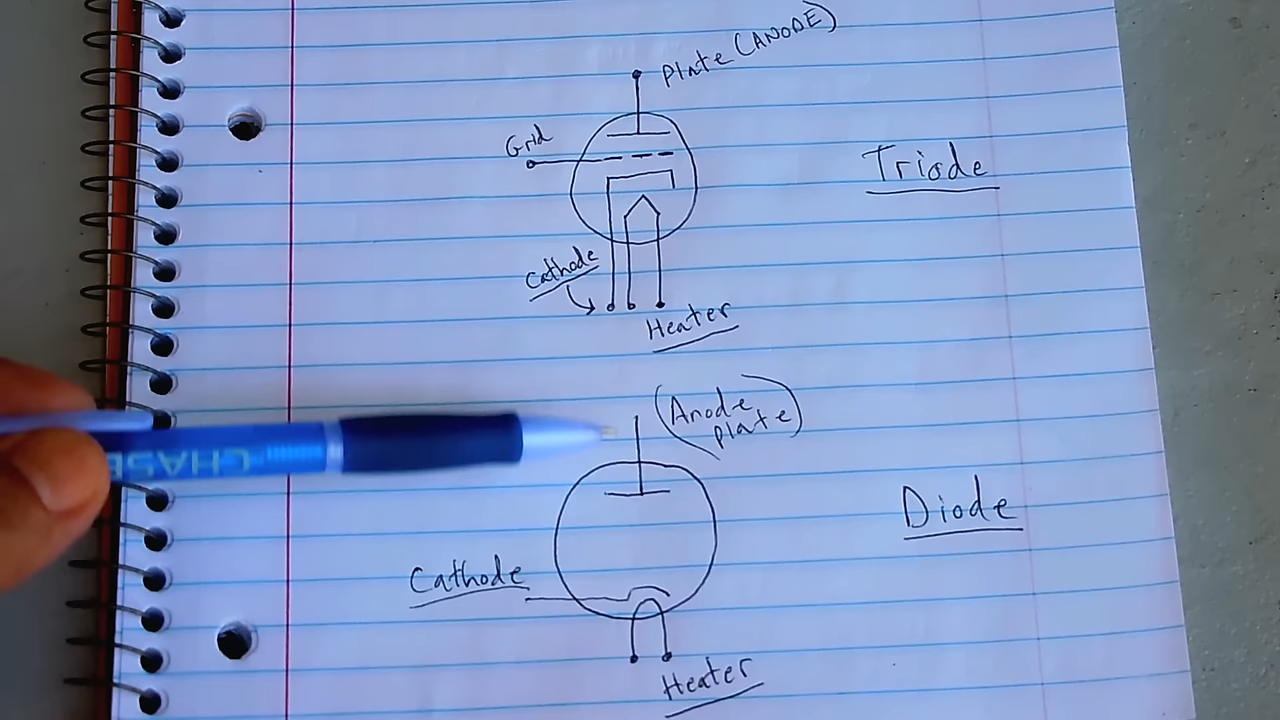 Plate (ANODE)
Grid
Triode
Cathode
Heater
(Anode
plate)
CHASE
Diode
Cathode
Heater